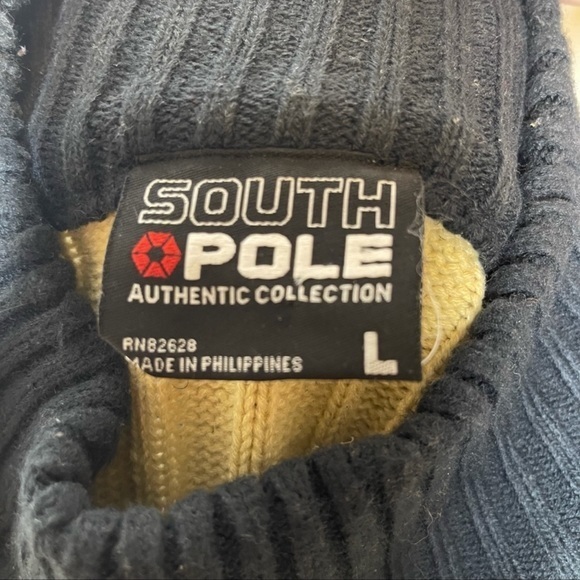 SOUTH
POLE
AUTHENTIC COLLECTION
RN82628
MADE IN PHILIPPINES
L